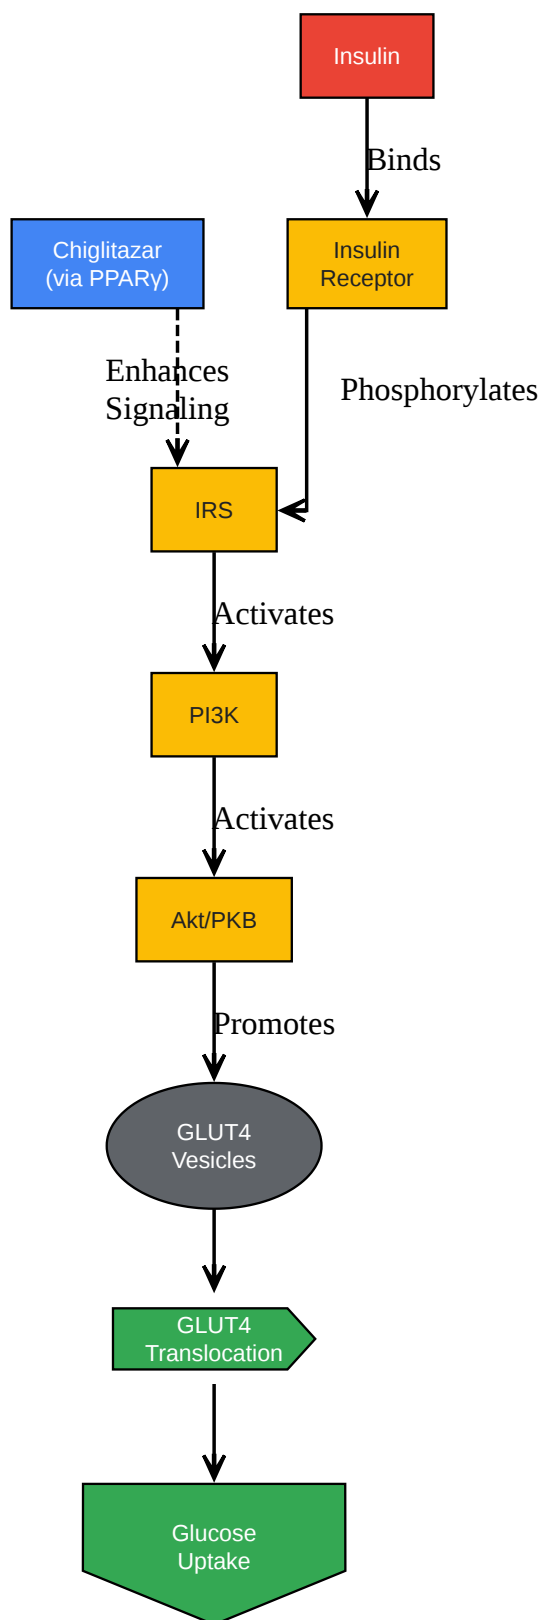 Insulin
Binds
Chiglitazar
(via PPARγ)
Insulin
Receptor
Enhances
Signaling
Phosphorylates
IRS
Activates
PI3K
Activates
Akt/PKB
Promotes
GLUT4
Vesicles
GLUT4
Translocation
Glucose
Uptake